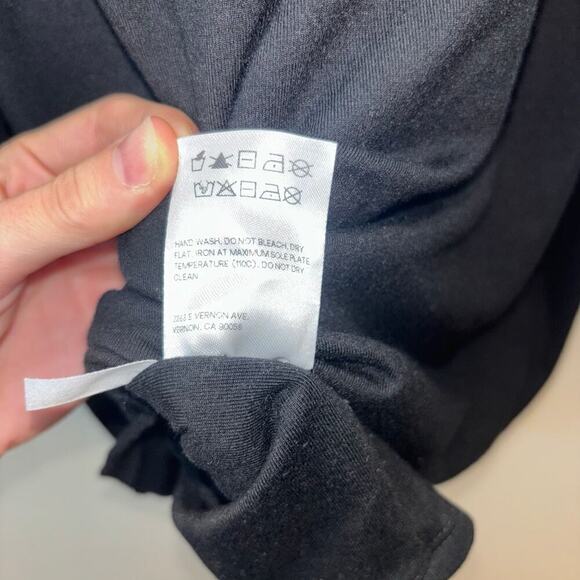 HAND WASH, DO NOT BLEACH, DRY
FLAT, IRON AT MAXIMUM SOLE PLATE
TEMPERATURE (110C). DO NOT DRY
CLEAN
E VERNON AVE,
VERNON, CA 90058